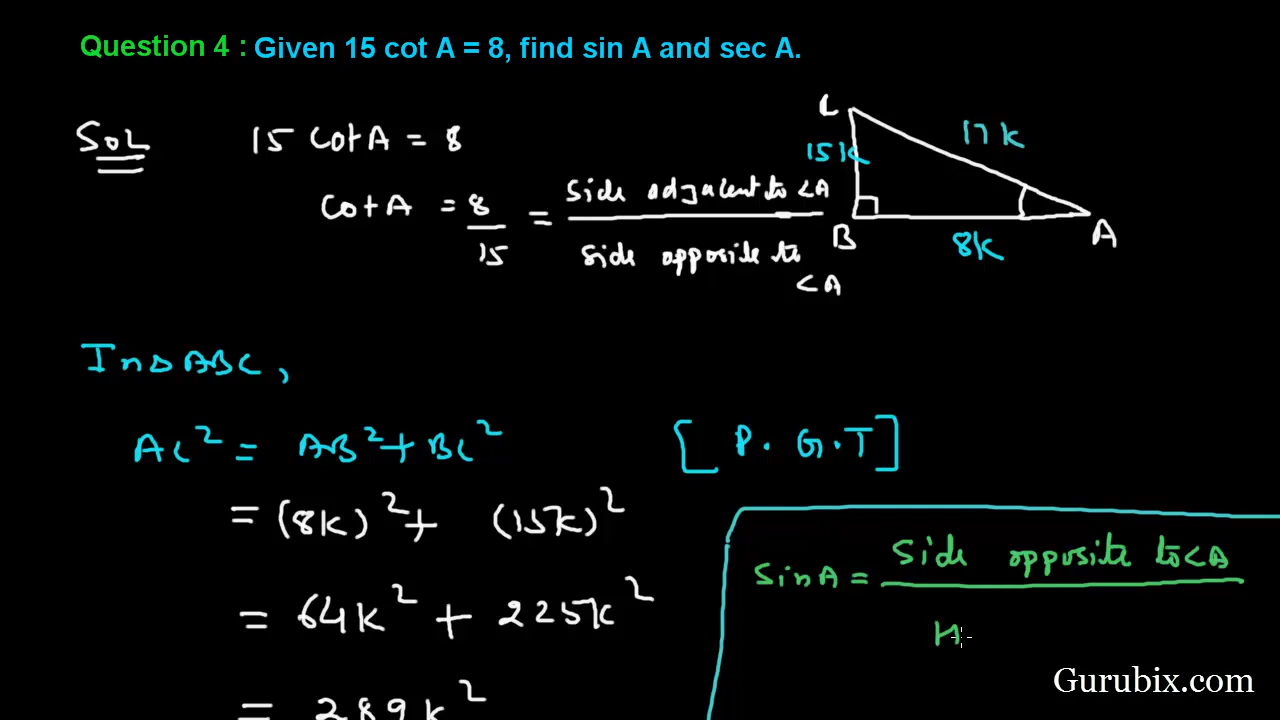 Question 4 : Given 15 cot A = 8, find sin A and sec A.
Sol 15 cot A = 8
cot A = 8/15 = Side adjacent to <A / Side opposite to <A
C
17k
15k
B
8k
A
In Δ ABC,
AC² = AB² + BC² [P.G.T]
= (8k)² + (15k)²
= 64k² + 225k²
= 289k²
Sin A = Side opposite to <A / H
Gurubix.com